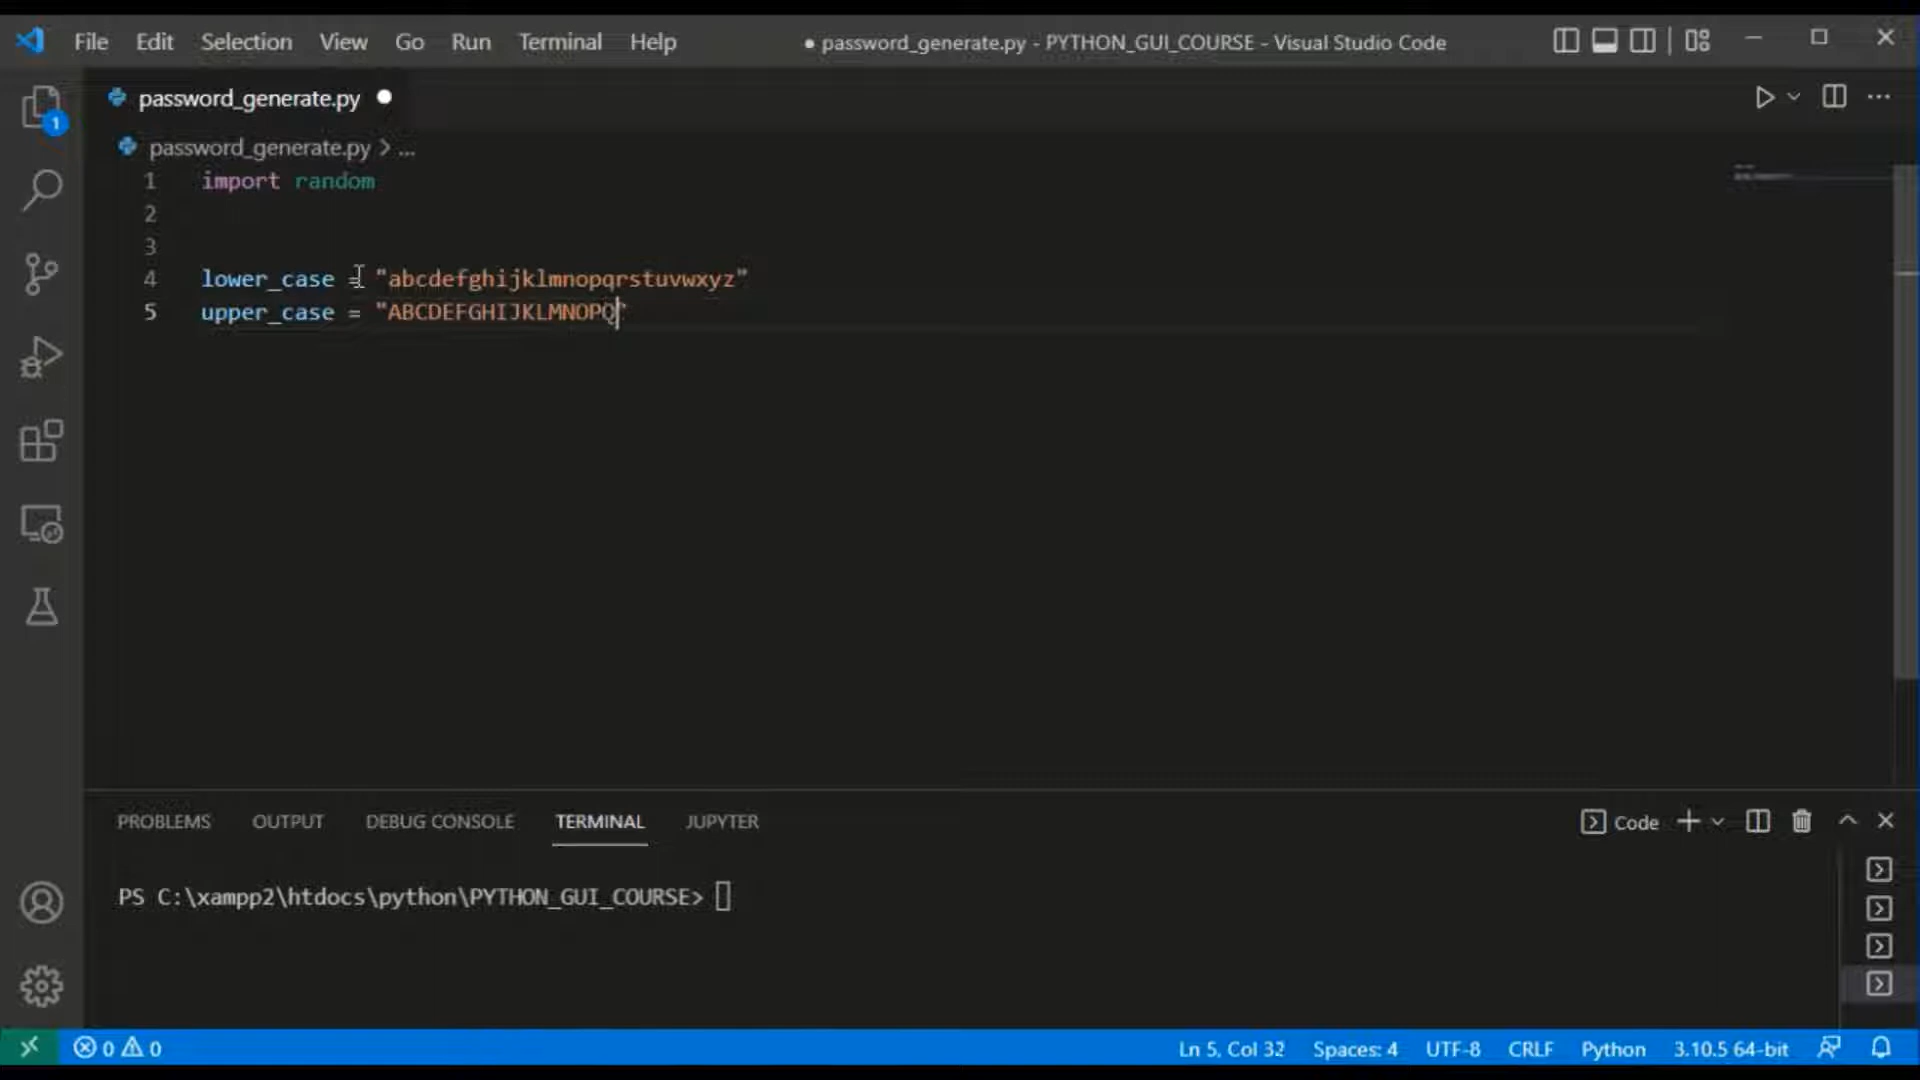 File Edit Selection View Go Run Terminal Help ● password_generate.py - PYTHON_GUI_COURSE - Visual Studio Code
password_generate.py ●
1
password_generate.py > ...
1 import random
2
3
4 lower_case = "abcdefghijklmnopqrstuvwxyz"
5 upper_case = "ABCDEFGHIJKLMNOPQ"
PROBLEMS OUTPUT DEBUG CONSOLE TERMINAL JUPYTER Code
PS C:\xampp2\htdocs\python\PYTHON_GUI_COURSE>
0 0 Ln 5, Col 32 Spaces: 4 UTF-8 CRLF Python 3.10.5 64-bit